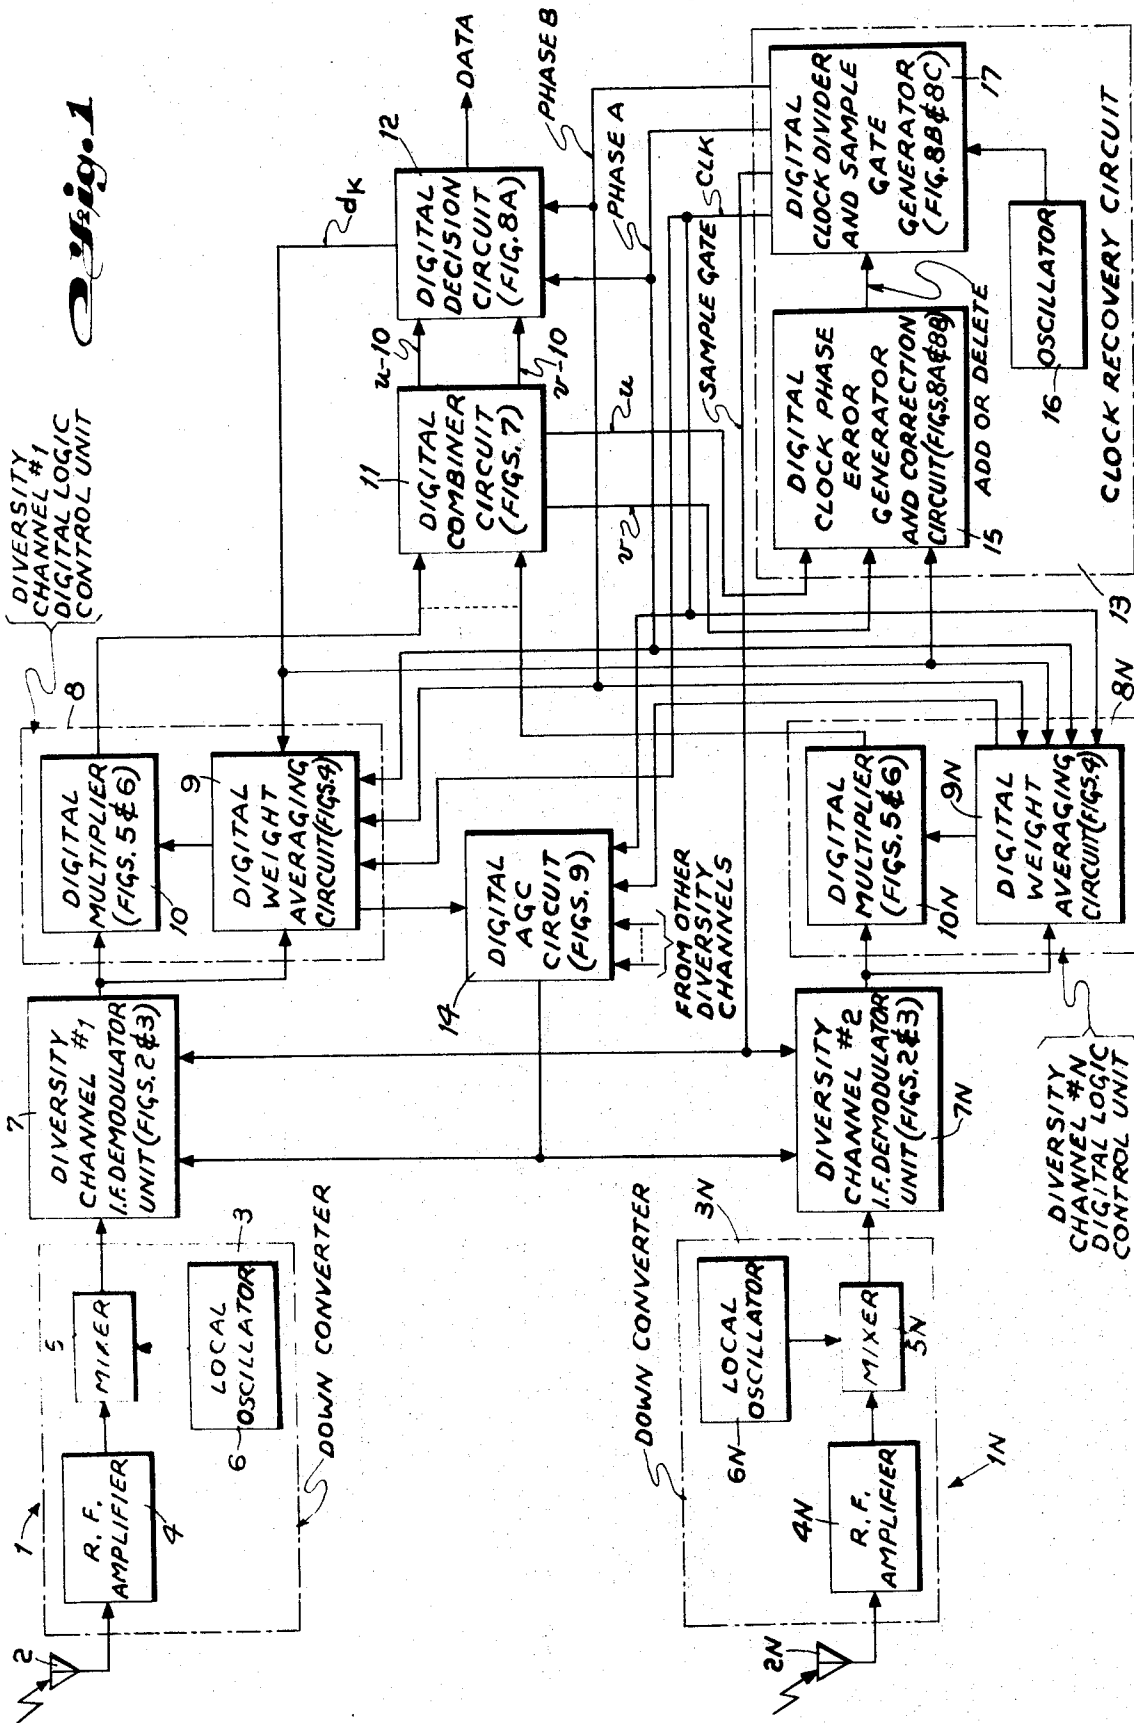 Fig. 1
1
2
R. F.
AMPLIFIER
4
5
MIXER
LOCAL
OSCILLATOR
6
3
DOWN CONVERTER
7
DIVERSITY
CHANNEL #1
I.F. DEMODULATOR
UNIT (FIGS. 2 & 3)
DIVERSITY
CHANNEL #1
DIGITAL LOGIC
CONTROL UNIT
8
DIGITAL
MULTIPLIER
(FIGS. 5 & 6)
10
9
DIGITAL
WEIGHT
AVERAGING
CIRCUIT (FIGS. 4)
14
DIGITAL
AGC
CIRCUIT
(FIGS. 9)
FROM OTHER
DIVERSITY
CHANNELS
11
DIGITAL
COMBINER
CIRCUIT
(FIGS. 7)
u-10
v-10
u
v
dK
12
DIGITAL
DECISION
CIRCUIT
(FIG. 8A)
DATA
PHASE B
PHASE A
SAMPLE GATE
CLK
2N
1N
R. F.
AMPLIFIER
4N
MIXER
5N
LOCAL
OSCILLATOR
6N
3N
DOWN CONVERTER
DIVERSITY
CHANNEL #2
I.F. DEMODULATOR
UNIT (FIGS. 2 & 3)
7N
DIGITAL
MULTIPLIER
(FIGS. 5 & 6)
10N
9N
DIGITAL
WEIGHT
AVERAGING
CIRCUIT (FIGS. 4)
8N
DIVERSITY
CHANNEL #N
DIGITAL LOGIC
CONTROL UNIT
13
DIGITAL
CLOCK PHASE
ERROR
GENERATOR
AND CORRECTION
CIRCUIT (FIGS. 8A & 8B)
15
ADD OR DELETE
DIGITAL
CLOCK DIVIDER
AND SAMPLE
GATE
GENERATOR
(FIG. 8B & 8C)
17
OSCILLATOR
16
CLOCK RECOVERY CIRCUIT